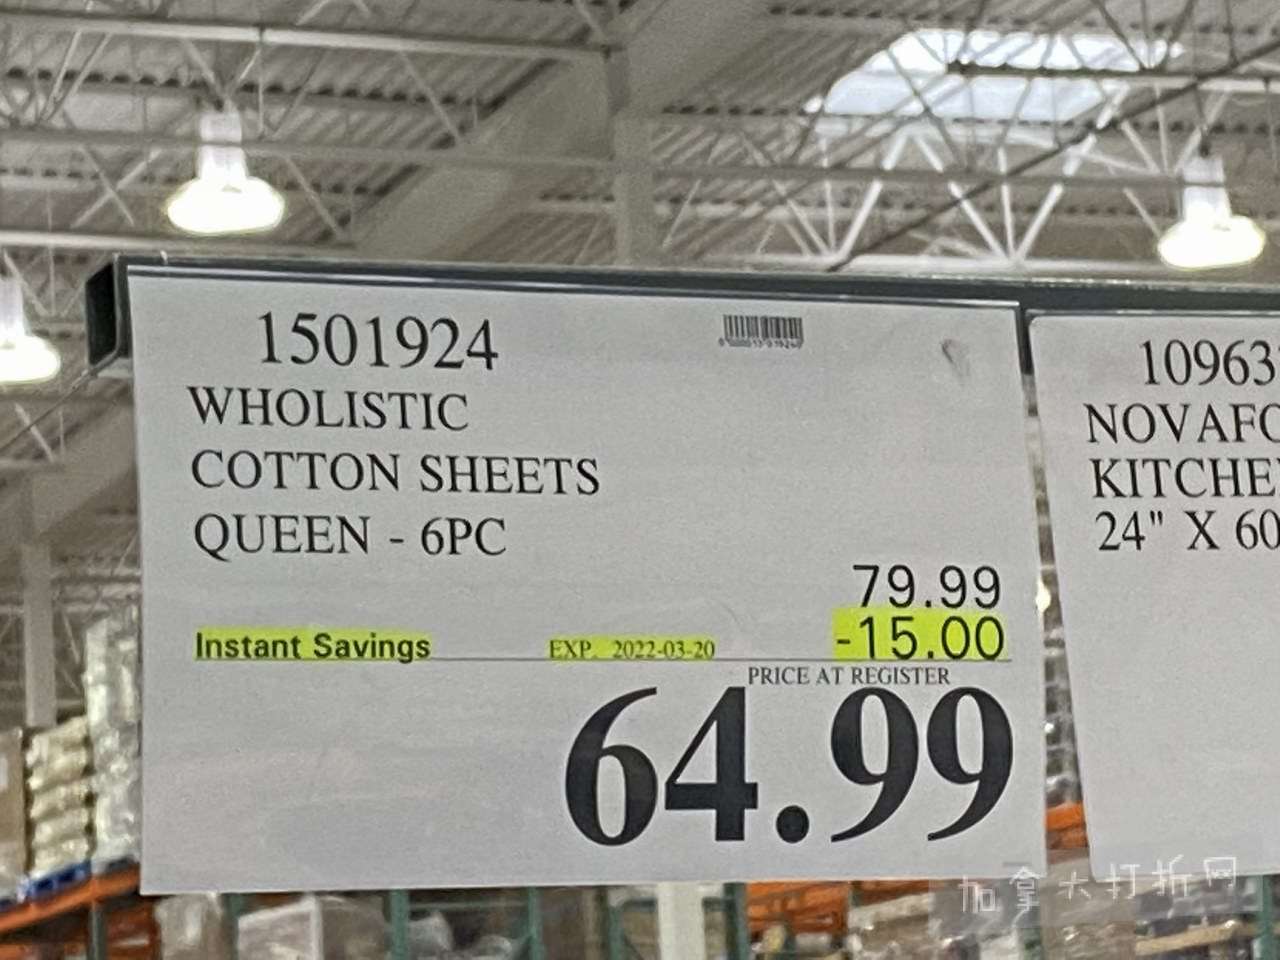 1501924
WHOLISTIC
COTTON SHEETS
QUEEN - 6PC
79.99
Instant Savings EXP. 2022-03-20 -15.00
PRICE AT REGISTER
64.99
10963
NOVAFO
KITCHE
24" X 60
加拿大打折网